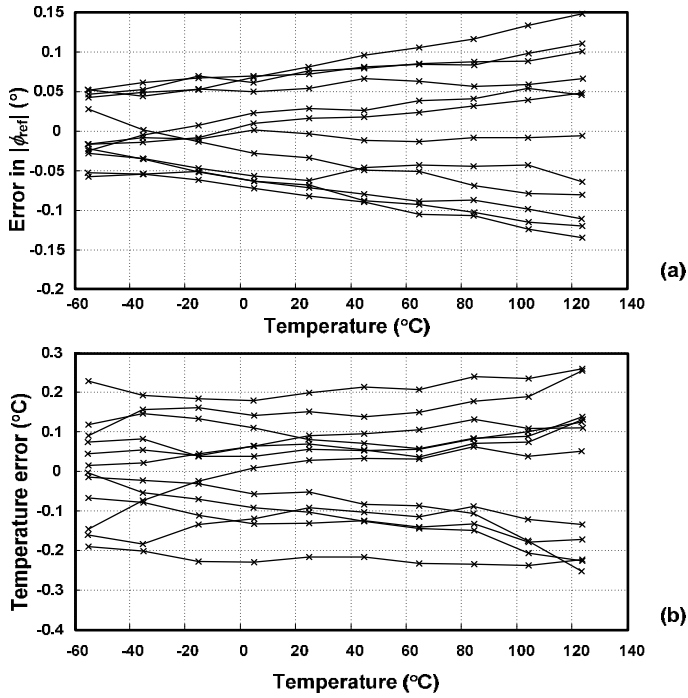 0.15
0.1
0.05
0
-0.05
-0.1
-0.15
-0.2
Error in |ϕref| (°)
-60 -40 -20 0 20 40 60 80 100 120 140
Temperature (°C)
(a)
0.3
0.2
0.1
0
-0.1
-0.2
-0.3
-0.4
Temperature error (°C)
-60 -40 -20 0 20 40 60 80 100 120 140
Temperature (°C)
(b)